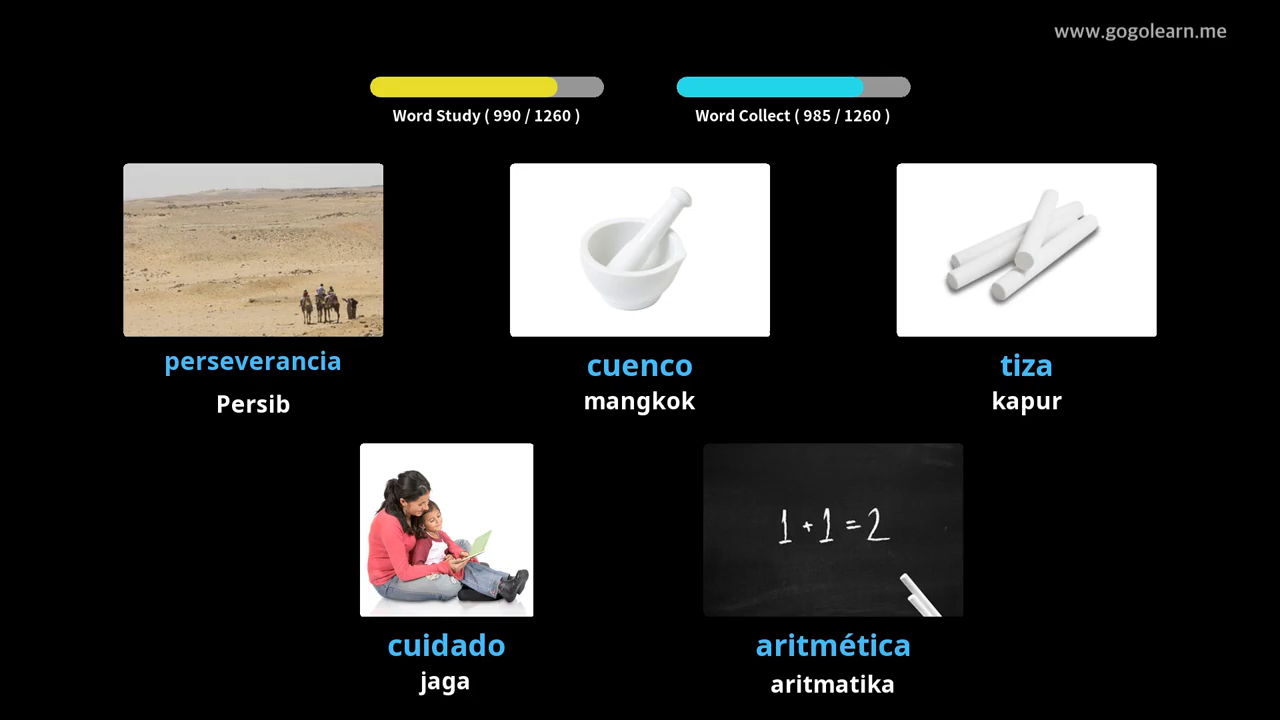 www.gogolearn.me
Word Study ( 990 / 1260 )
Word Collect ( 985 / 1260 )
perseverancia
Persib
cuenco
mangkok
tiza
kapur
1 + 1 = 2
cuidado
jaga
aritmética
aritmatika